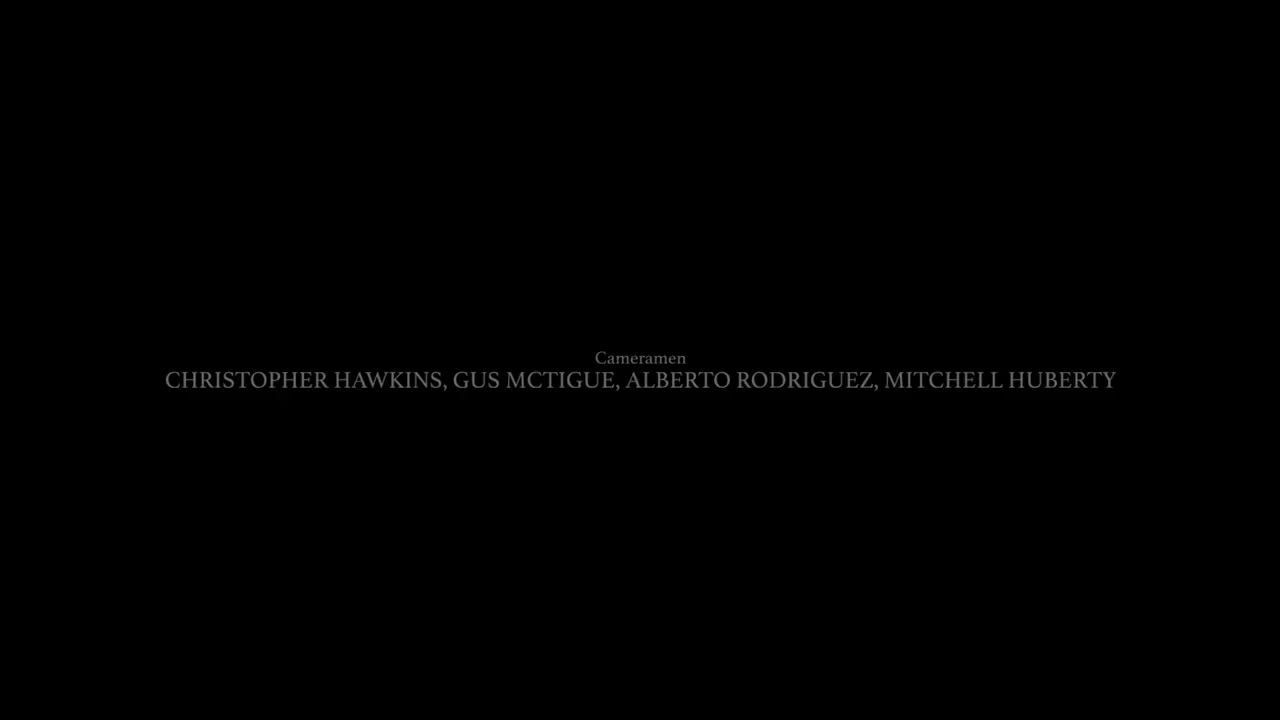 Cameramen
CHRISTOPHER HAWKINS, GUS MCTIGUE, ALBERTO RODRIGUEZ, MITCHELL HUBERTY